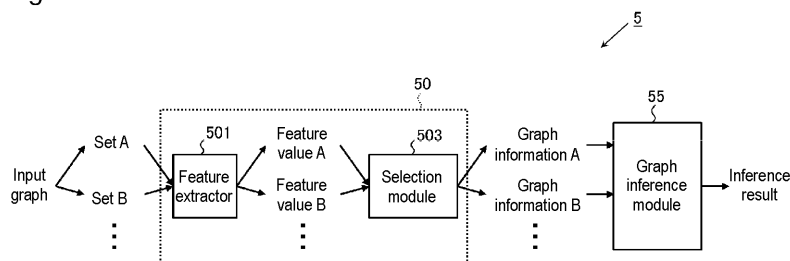 5
50
501
503
55
Input
graph
Set A
Set B
Feature
extractor
Feature
value A
Feature
value B
Selection
module
Graph
information A
Graph
information B
Graph
inference
module
Inference
result